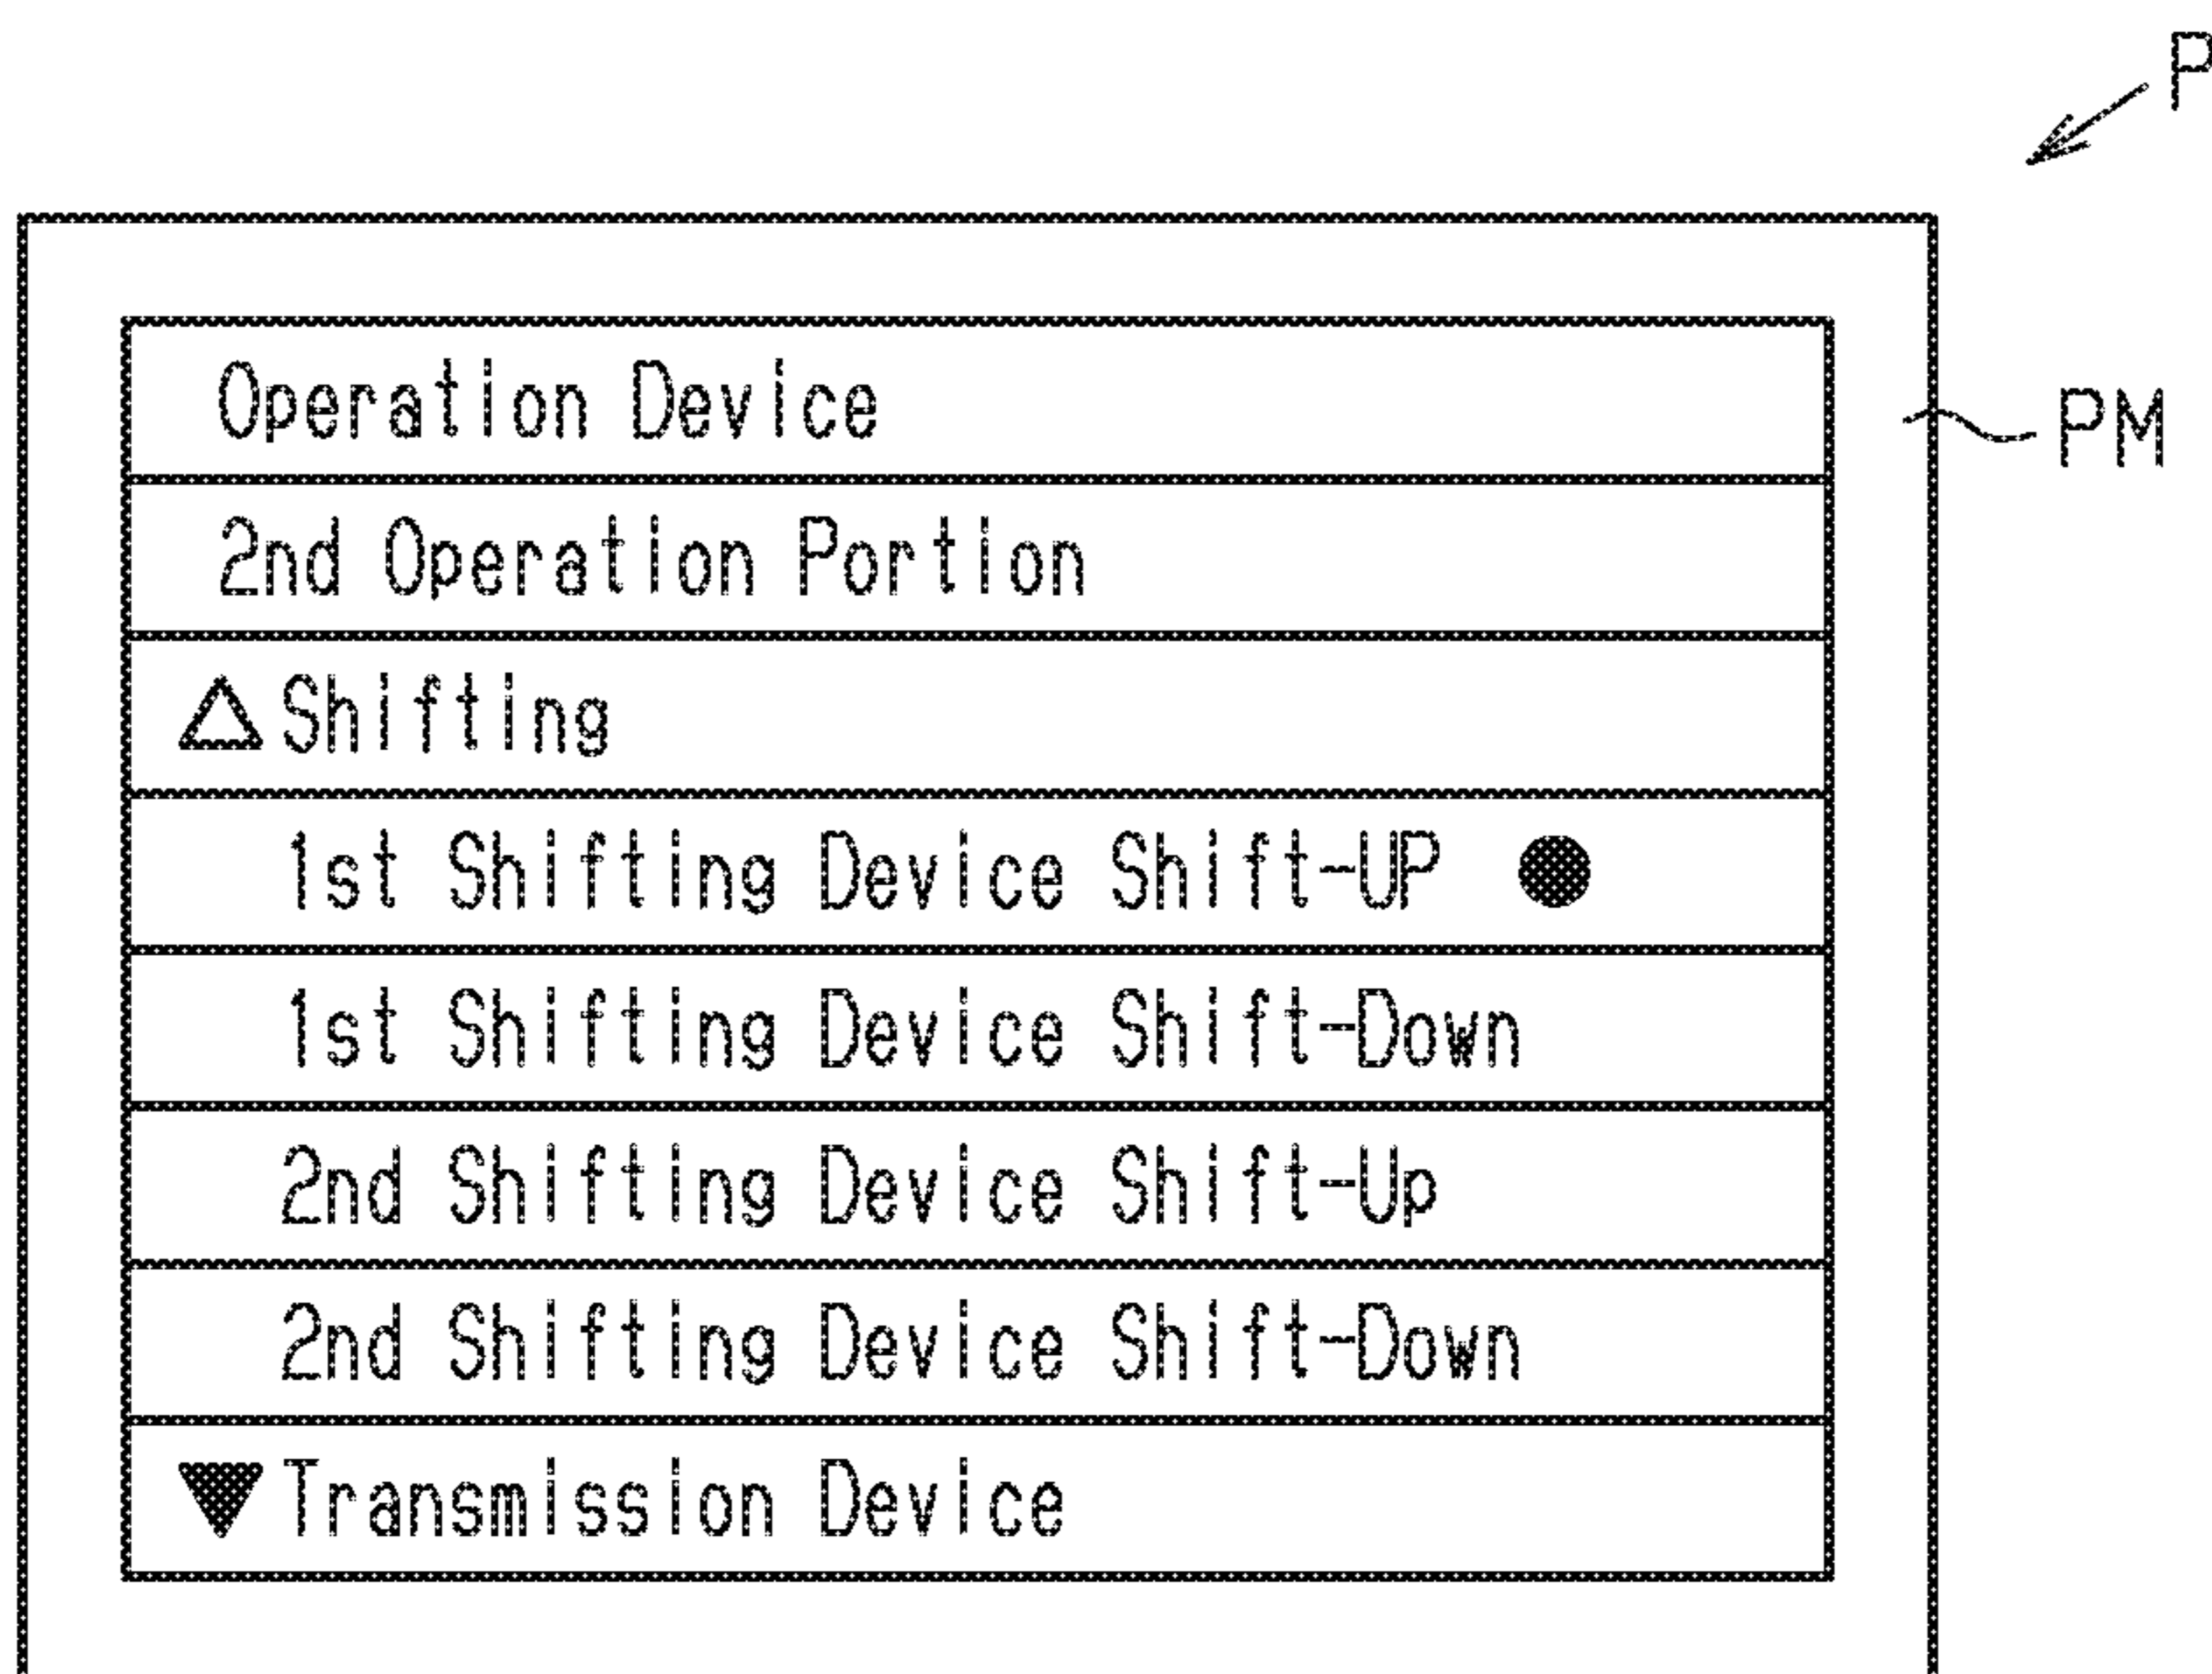 P
Operation Device
PM
2nd Operation Portion
Shifting
1st Shifting Device Shift-UP
1st Shifting Device Shift-Down
2nd Shifting Device Shift-Up
2nd Shifting Device Shift-Down
Transmission Device